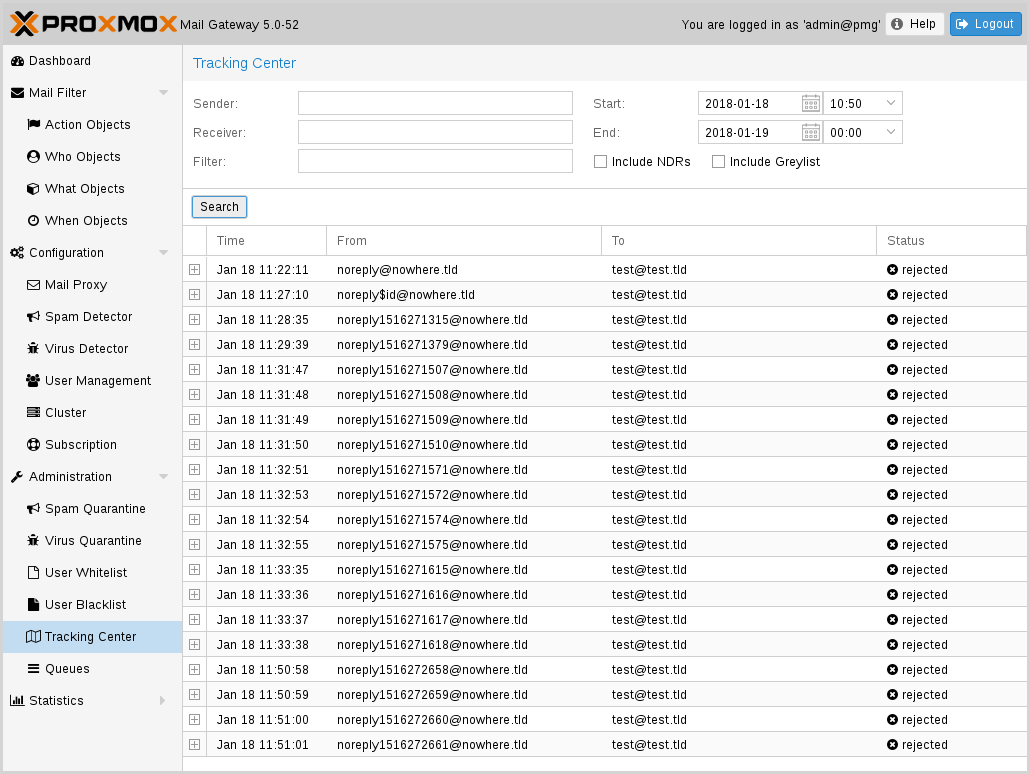 PROXMOX Mail Gateway 5.0-52 You are logged in as 'admin@pmg' Help Logout
Dashboard
Mail Filter
Action Objects
Who Objects
What Objects
When Objects
Configuration
Mail Proxy
Spam Detector
Virus Detector
User Management
Cluster
Subscription
Administration
Spam Quarantine
Virus Quarantine
User Whitelist
User Blacklist
Tracking Center
Queues
Statistics
Tracking Center
Sender: Start: 2018-01-18 10:50
Receiver: End: 2018-01-19 00:00
Filter: Include NDRs Include Greylist
Search
Time From To Status
Jan 18 11:22:11 noreply@nowhere.tld test@test.tld rejected
Jan 18 11:27:10 noreply$id@nowhere.tld test@test.tld rejected
Jan 18 11:28:35 noreply1516271315@nowhere.tld test@test.tld rejected
Jan 18 11:29:39 noreply1516271379@nowhere.tld test@test.tld rejected
Jan 18 11:31:47 noreply1516271507@nowhere.tld test@test.tld rejected
Jan 18 11:31:48 noreply1516271508@nowhere.tld test@test.tld rejected
Jan 18 11:31:49 noreply1516271509@nowhere.tld test@test.tld rejected
Jan 18 11:31:50 noreply1516271510@nowhere.tld test@test.tld rejected
Jan 18 11:32:51 noreply1516271571@nowhere.tld test@test.tld rejected
Jan 18 11:32:53 noreply1516271572@nowhere.tld test@test.tld rejected
Jan 18 11:32:54 noreply1516271574@nowhere.tld test@test.tld rejected
Jan 18 11:32:55 noreply1516271575@nowhere.tld test@test.tld rejected
Jan 18 11:33:35 noreply1516271615@nowhere.tld test@test.tld rejected
Jan 18 11:33:36 noreply1516271616@nowhere.tld test@test.tld rejected
Jan 18 11:33:37 noreply1516271617@nowhere.tld test@test.tld rejected
Jan 18 11:33:38 noreply1516271618@nowhere.tld test@test.tld rejected
Jan 18 11:50:58 noreply1516272658@nowhere.tld test@test.tld rejected
Jan 18 11:50:59 noreply1516272659@nowhere.tld test@test.tld rejected
Jan 18 11:51:00 noreply1516272660@nowhere.tld test@test.tld rejected
Jan 18 11:51:01 noreply1516272661@nowhere.tld test@test.tld rejected